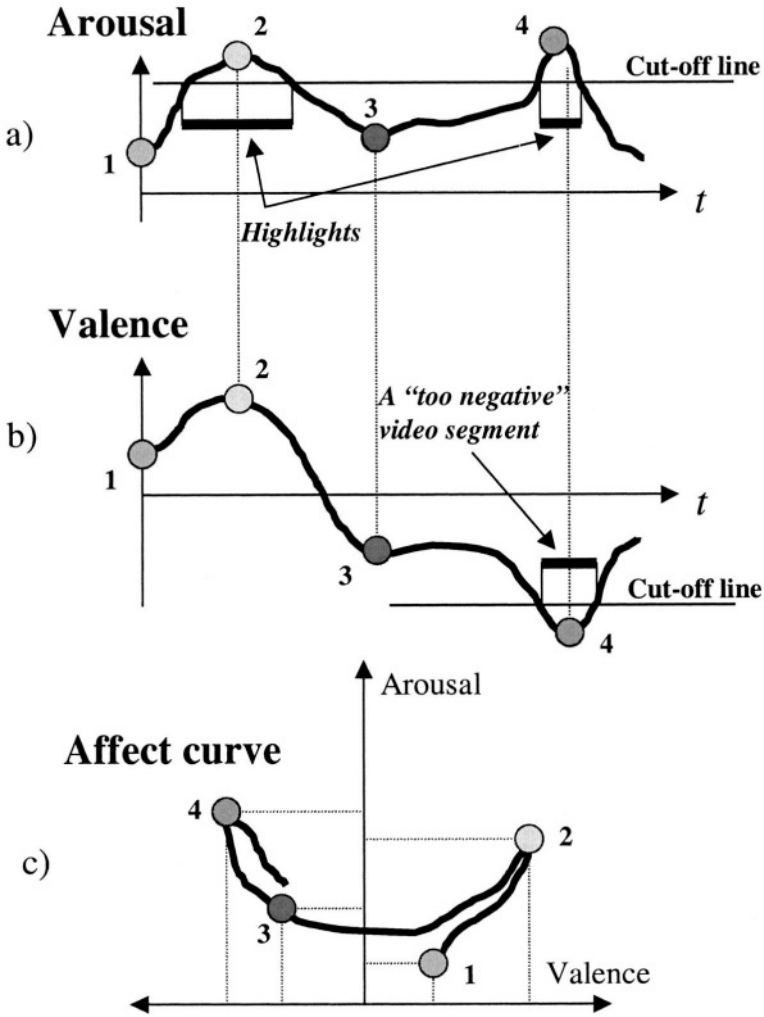 Arousal
2
4
Cut-off line
3
a)
1
t
Highlights
Valence
2
A “too negative”
video segment
b)
1
t
3
Cut-off line
4
Arousal
Affect curve
4
2
c)
3
1
Valence